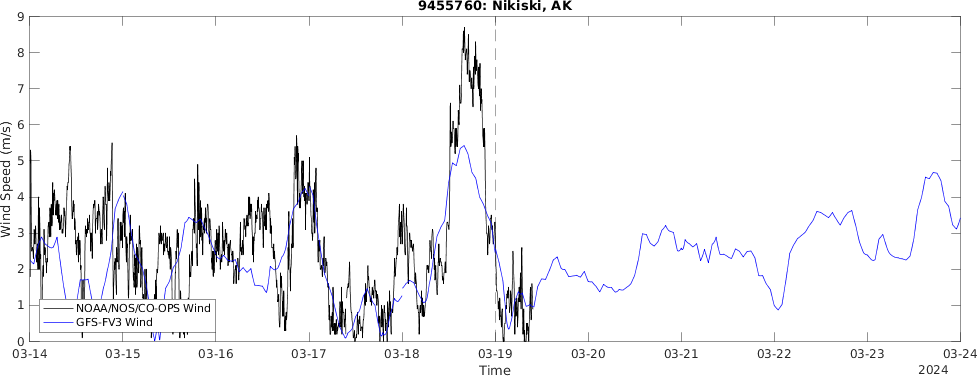 9455760: Nikiski, AK
Wind Speed (m/s)
9
8
7
6
5
4
3
2
1
0
NOAA/NOS/CO-OPS Wind
GFS-FV3 Wind
03-14 03-15 03-16 03-17 03-18 03-19 03-20 03-21 03-22 03-23 03-24
Time
2024